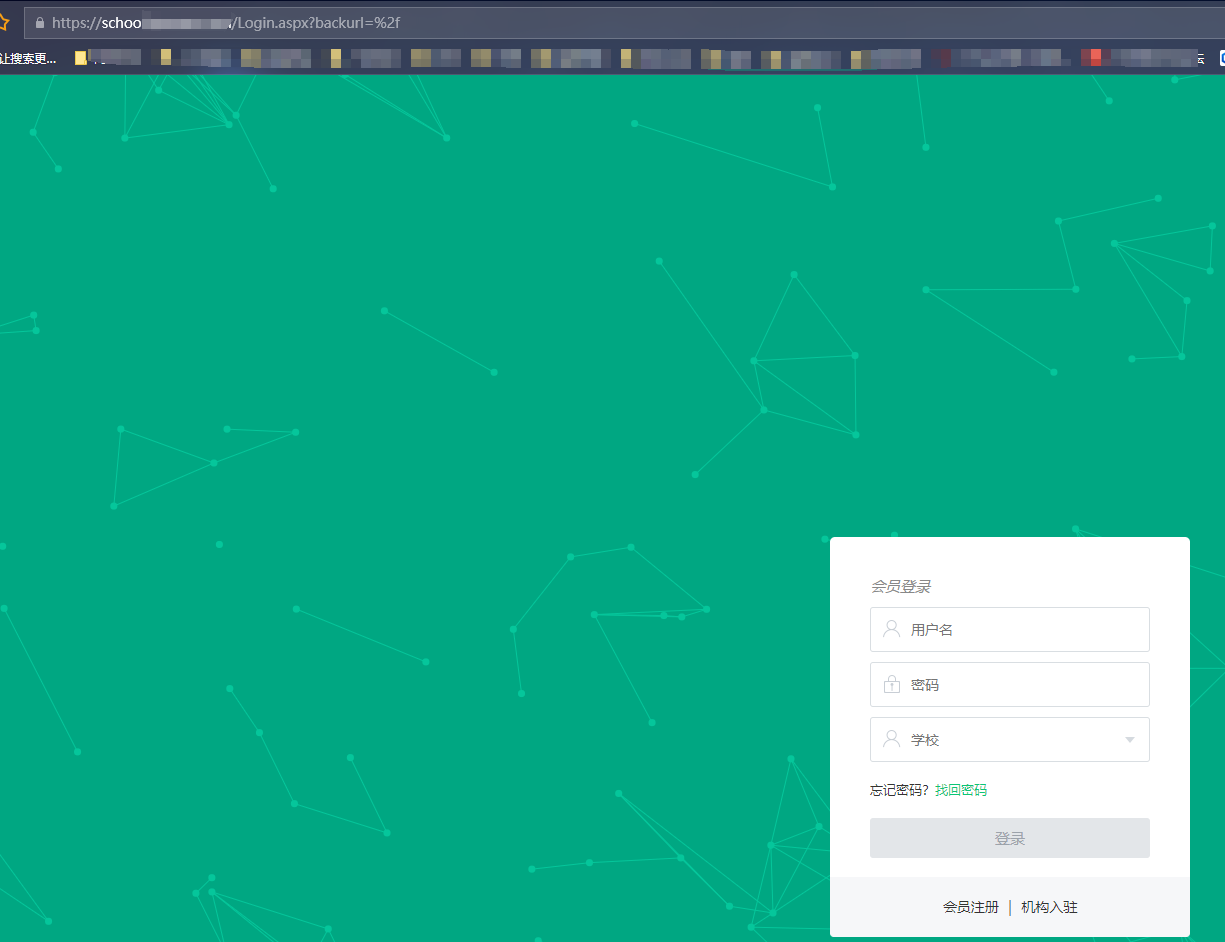 https://schoo
/Login.aspx?backurl=%2f
让搜索更...
会员登录
用户名
密码
学校
忘记密码? 找回密码
登录
会员注册 | 机构入驻